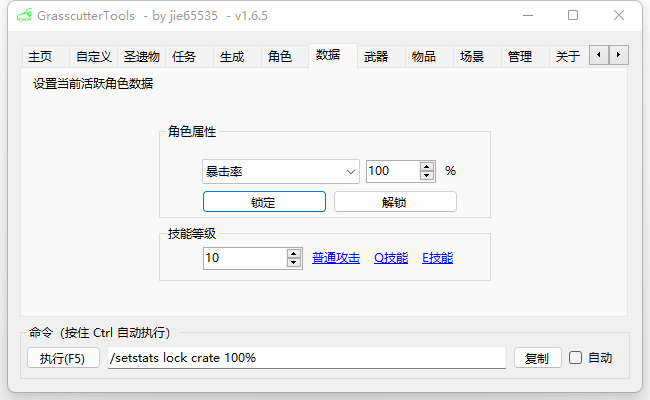 GrasscutterTools - by jie65535 - v1.6.5
主页 自定义 圣遗物 任务 生成 角色 数据 武器 物品 场景 管理 关于
设置当前活跃角色数据
角色属性
暴击率 100 %
锁定 解锁
技能等级
10 普通攻击 Q技能 E技能
命令（按住 Ctrl 自动执行）
执行(F5) /setstats lock crate 100% 复制 自动